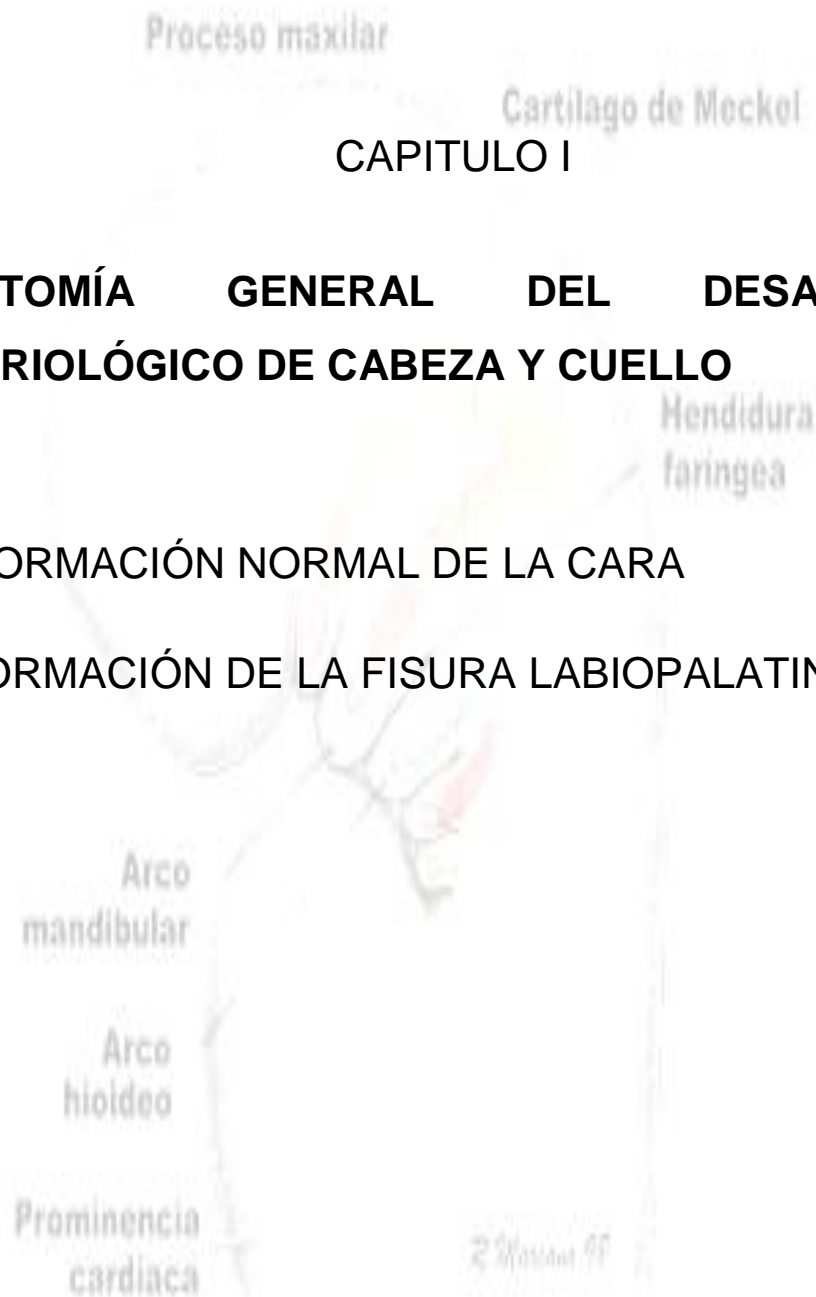 Proceso maxilar
Cartilago de Meckel
CAPITULO I
TOMÍA GENERAL DEL DESA
RIOLÓGICO DE CABEZA Y CUELLO
Hendidura
faringea
ORMACIÓN NORMAL DE LA CARA
ORMACIÓN DE LA FISURA LABIOPALATIN
Arco
mandibular
Arco
hioideo
Prominencia
cardiaca